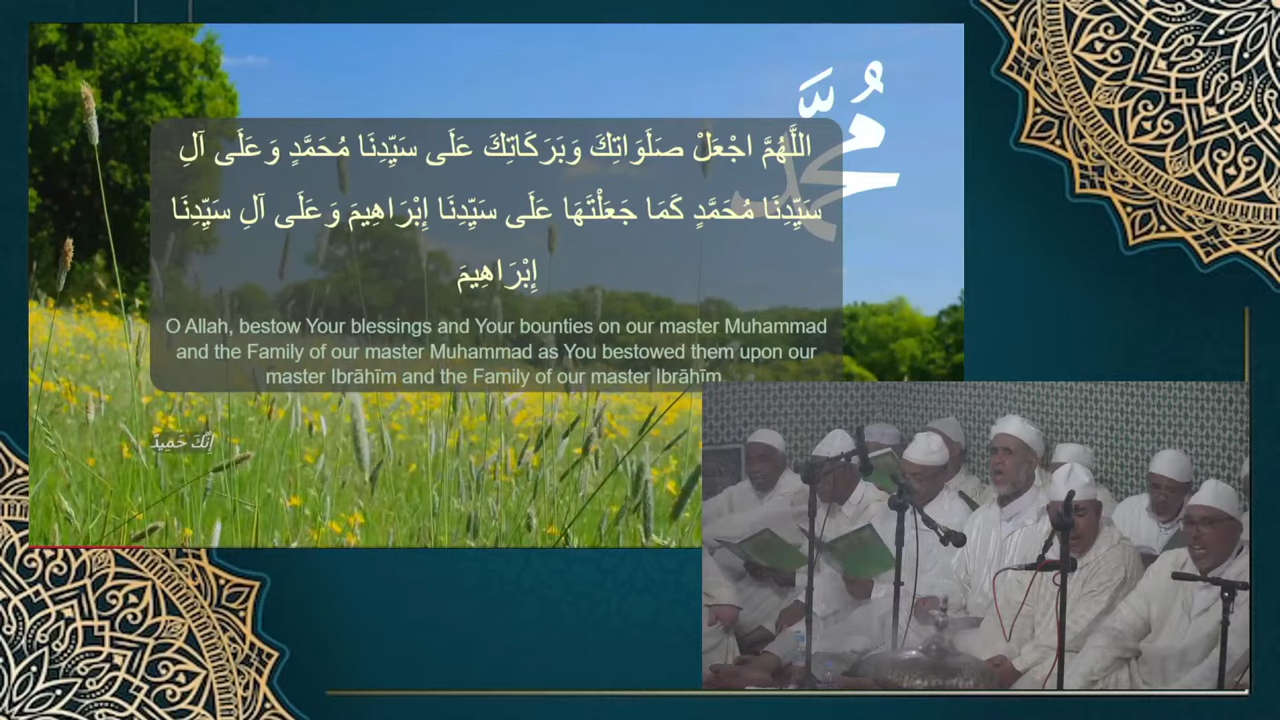 مُحَمَّد
اللَّهُمَّ اجْعَلْ صَلَوَاتِكَ وَبَرَكَاتِكَ عَلَى سَيِّدِنَا مُحَمَّدٍ وَعَلَى آلِ
سَيِّدِنَا مُحَمَّدٍ كَمَا جَعَلْتَهَا عَلَى سَيِّدِنَا إِبْرَاهِيمَ وَعَلَى آلِ سَيِّدِنَا
إِبْرَاهِيمَ
O Allah, bestow Your blessings and Your bounties on our master Muhammad
and the Family of our master Muhammad as You bestowed them upon our
master Ibrāhīm and the Family of our master Ibrāhīm
إِنَّكَ حَمِيدٌ